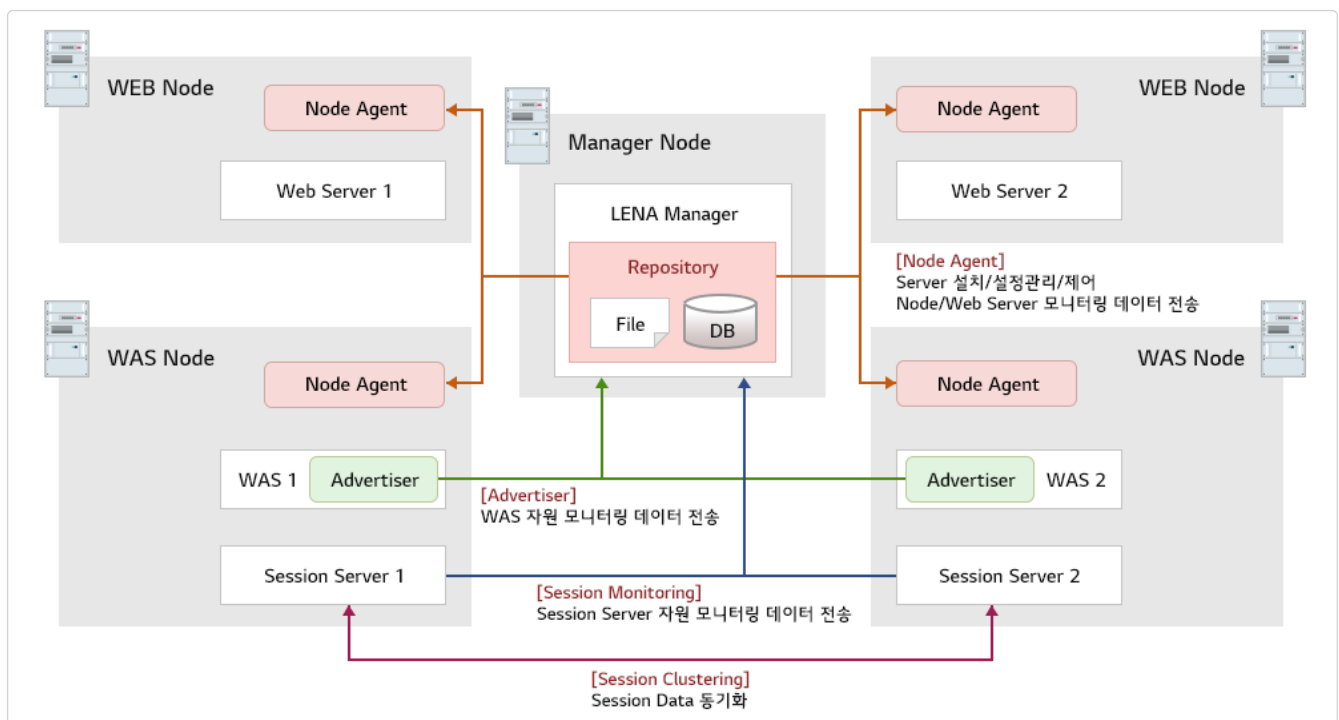 WEB Node
Node Agent
Web Server 1
Manager Node
LENA Manager
Repository
File
DB
WEB Node
Node Agent
Web Server 2
[Node Agent]
Server 설치/설정관리/제어
Node/Web Server 모니터링 데이터 전송
WAS Node
Node Agent
WAS 1
Advertiser
Session Server 1
[Advertiser]
WAS 자원 모니터링 데이터 전송
[Session Monitoring]
Session Server 자원 모니터링 데이터 전송
WAS Node
Node Agent
Advertiser
WAS 2
Session Server 2
[Session Clustering]
Session Data 동기화